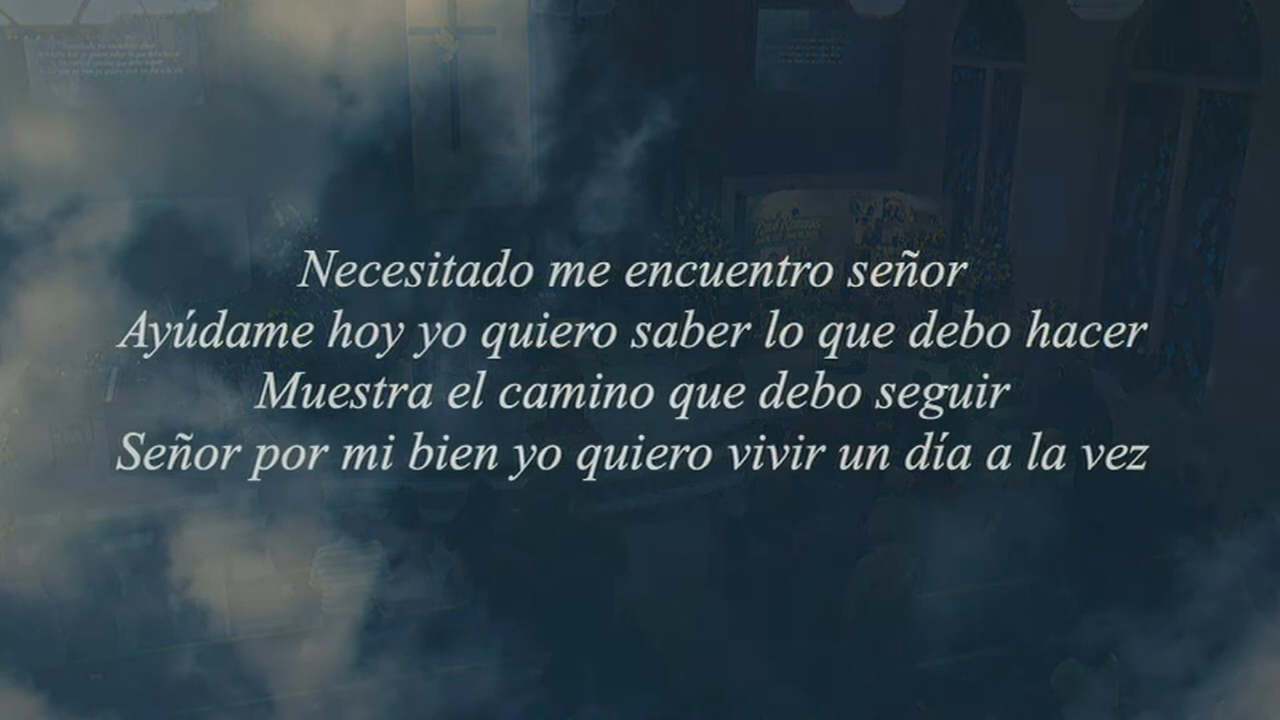 Necesitado me encuentro señor
Ayúdame hoy yo quiero saber lo que debo hacer
Muestra el camino que debo seguir
Señor por mi bien yo quiero vivir un día a la vez